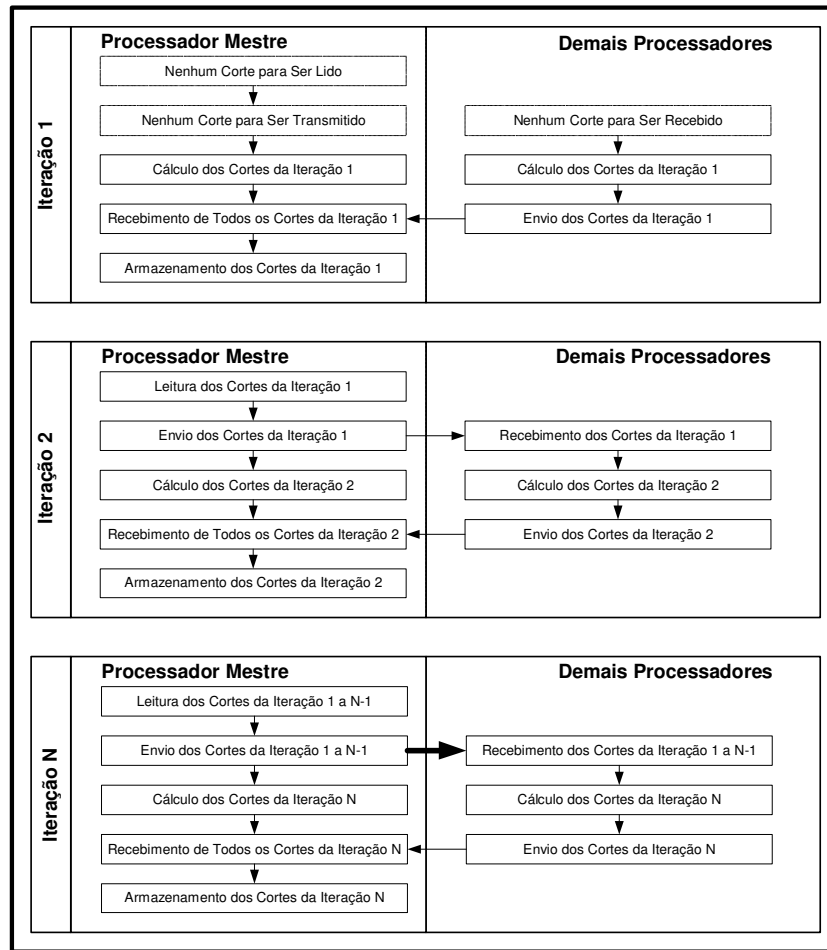 Iteração 1
Processador Mestre
Demais Processadores
Nenhum Corte para Ser Lido
Nenhum Corte para Ser Transmitido
Nenhum Corte para Ser Recebido
Cálculo dos Cortes da Iteração 1
Cálculo dos Cortes da Iteração 1
Recebimento de Todos os Cortes da Iteração 1
Envio dos Cortes da Iteração 1
Armazenamento dos Cortes da Iteração 1
Iteração 2
Processador Mestre
Demais Processadores
Leitura dos Cortes da Iteração 1
Envio dos Cortes da Iteração 1
Recebimento dos Cortes da Iteração 1
Cálculo dos Cortes da Iteração 2
Cálculo dos Cortes da Iteração 2
Recebimento de Todos os Cortes da Iteração 2
Envio dos Cortes da Iteração 2
Armazenamento dos Cortes da Iteração 2
Iteração N
Processador Mestre
Demais Processadores
Leitura dos Cortes da Iteração 1 a N-1
Envio dos Cortes da Iteração 1 a N-1
Recebimento dos Cortes da Iteração 1 a N-1
Cálculo dos Cortes da Iteração N
Cálculo dos Cortes da Iteração N
Recebimento de Todos os Cortes da Iteração N
Envio dos Cortes da Iteração N
Armazenamento dos Cortes da Iteração N